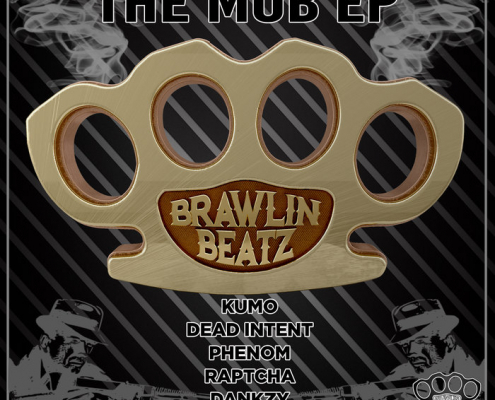 THE MOB EP
BRAWLIN
BEATZ
KUMO
DEAD INTENT
PHENOM
RAPTCHA
DANKZY